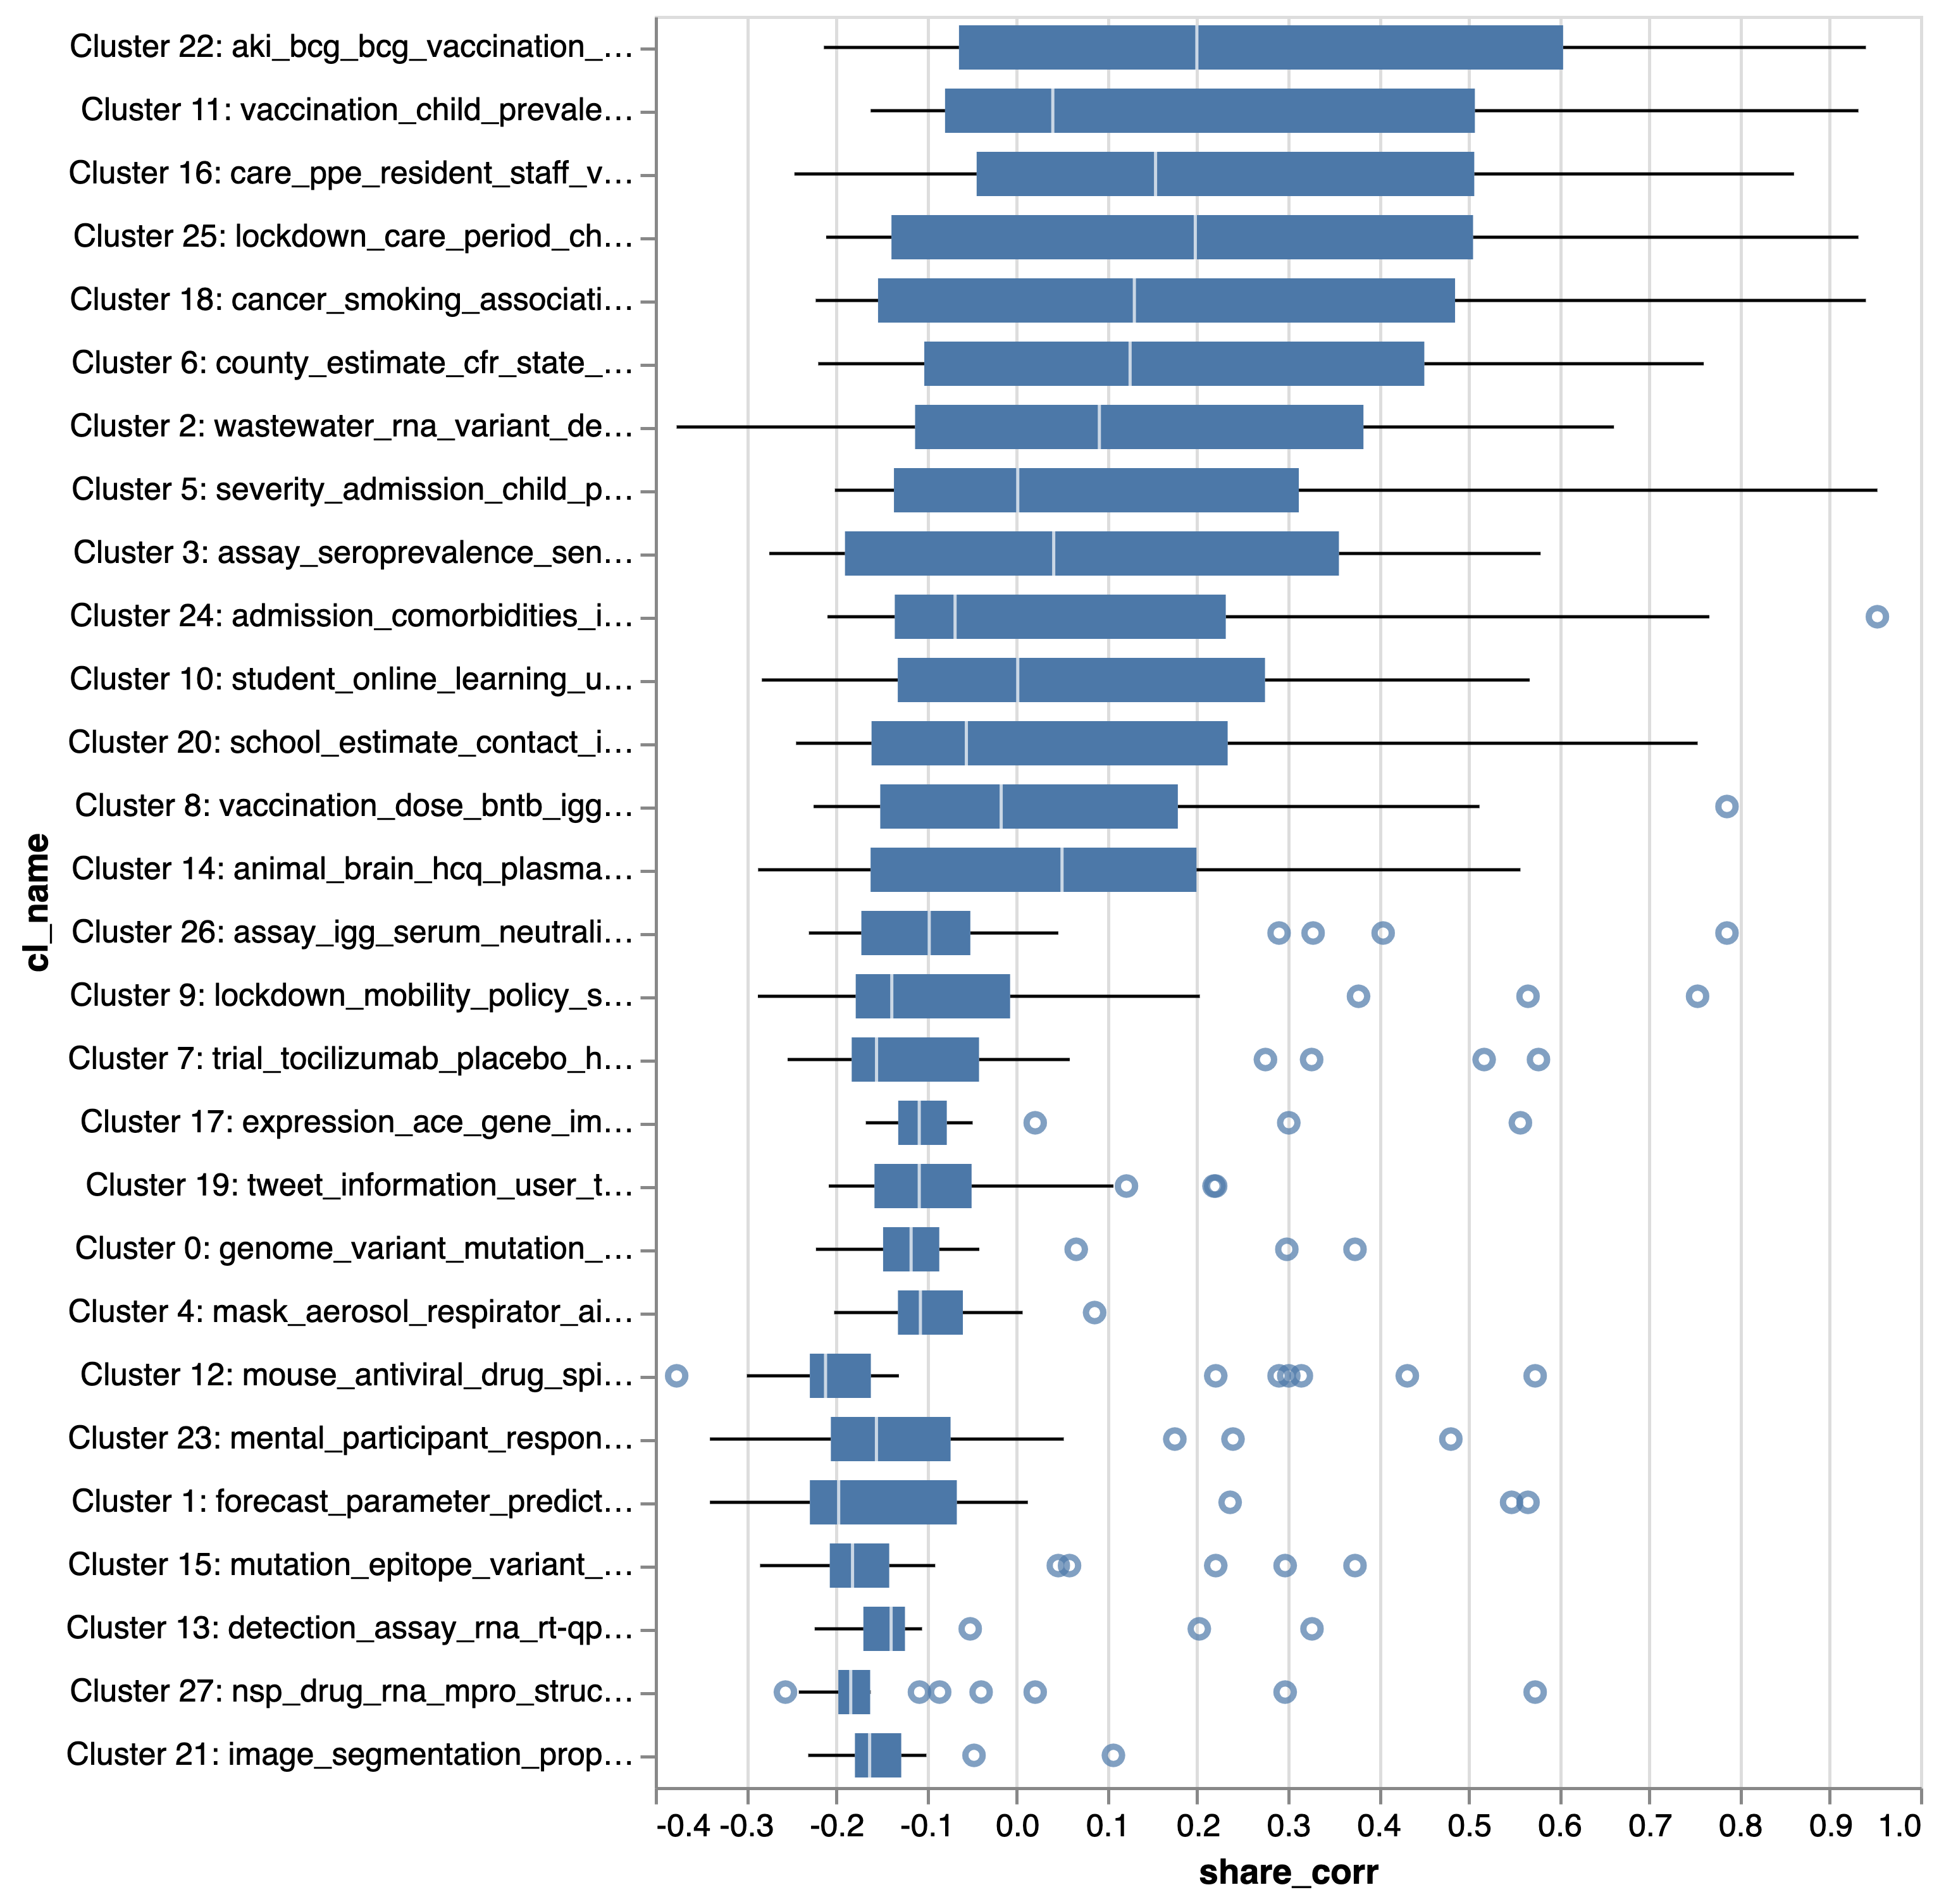 Cluster 22: aki_bcg_bcg_vaccination_…
Cluster 11: vaccination_child_prevale…
Cluster 16: care_ppe_resident_staff_v…
Cluster 25: lockdown_care_period_ch…
Cluster 18: cancer_smoking_associati…
Cluster 6: county_estimate_cfr_state_…
Cluster 2: wastewater_rna_variant_de…
Cluster 5: severity_admission_child_p…
Cluster 3: assay_seroprevalence_sen…
Cluster 24: admission_comorbidities_i…
Cluster 10: student_online_learning_u…
Cluster 20: school_estimate_contact_i…
Cluster 8: vaccination_dose_bntb_igg…
Cluster 14: animal_brain_hcq_plasma…
Cluster 26: assay_igg_serum_neutrali…
Cluster 9: lockdown_mobility_policy_s…
Cluster 7: trial_tocilizumab_placebo_h…
Cluster 17: expression_ace_gene_im…
Cluster 19: tweet_information_user_t…
Cluster 0: genome_variant_mutation_…
Cluster 4: mask_aerosol_respirator_ai…
Cluster 12: mouse_antiviral_drug_spi…
Cluster 23: mental_participant_respon…
Cluster 1: forecast_parameter_predict…
Cluster 15: mutation_epitope_variant_…
Cluster 13: detection_assay_rna_rt-qp…
Cluster 27: nsp_drug_rna_mpro_struc…
Cluster 21: image_segmentation_prop…
cl_name
-0.4 -0.3 -0.2 -0.1 0.0 0.1 0.2 0.3 0.4 0.5 0.6 0.7 0.8 0.9 1.0
share_corr